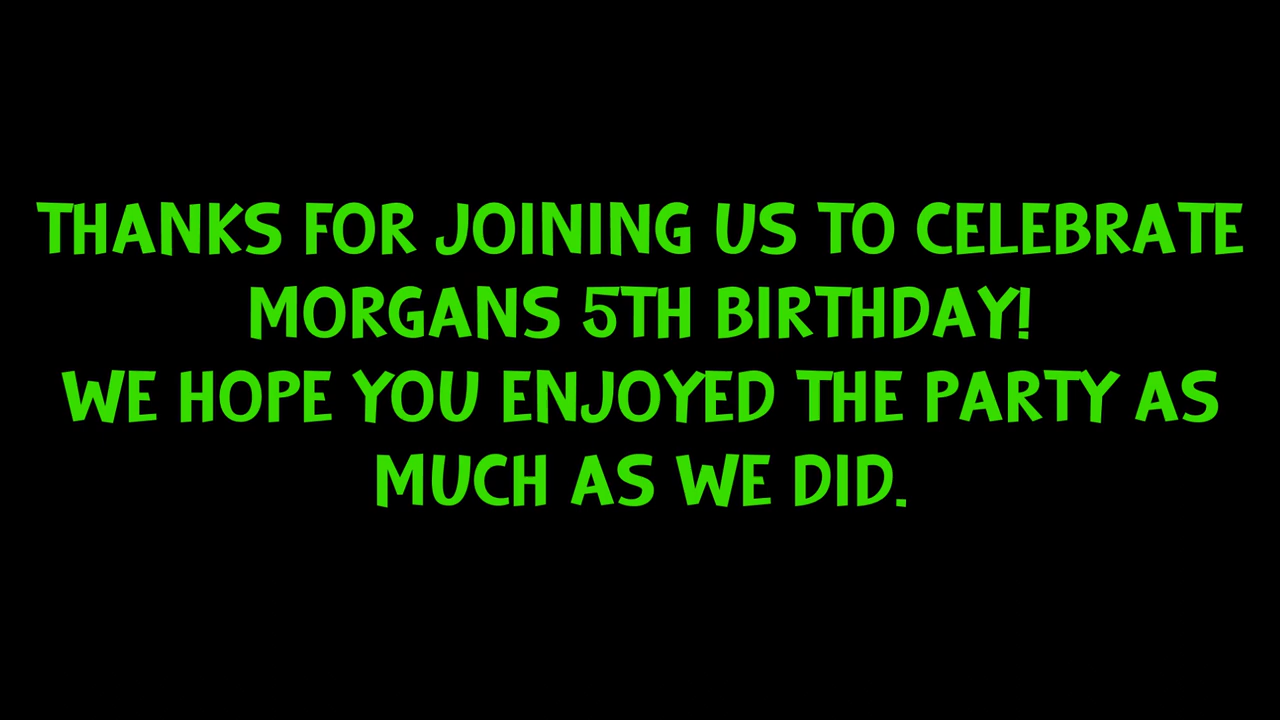 THANKS FOR JOINING US TO CELEBRATE
MORGANS 5TH BIRTHDAY!
WE HOPE YOU ENJOYED THE PARTY AS
MUCH AS WE DID.